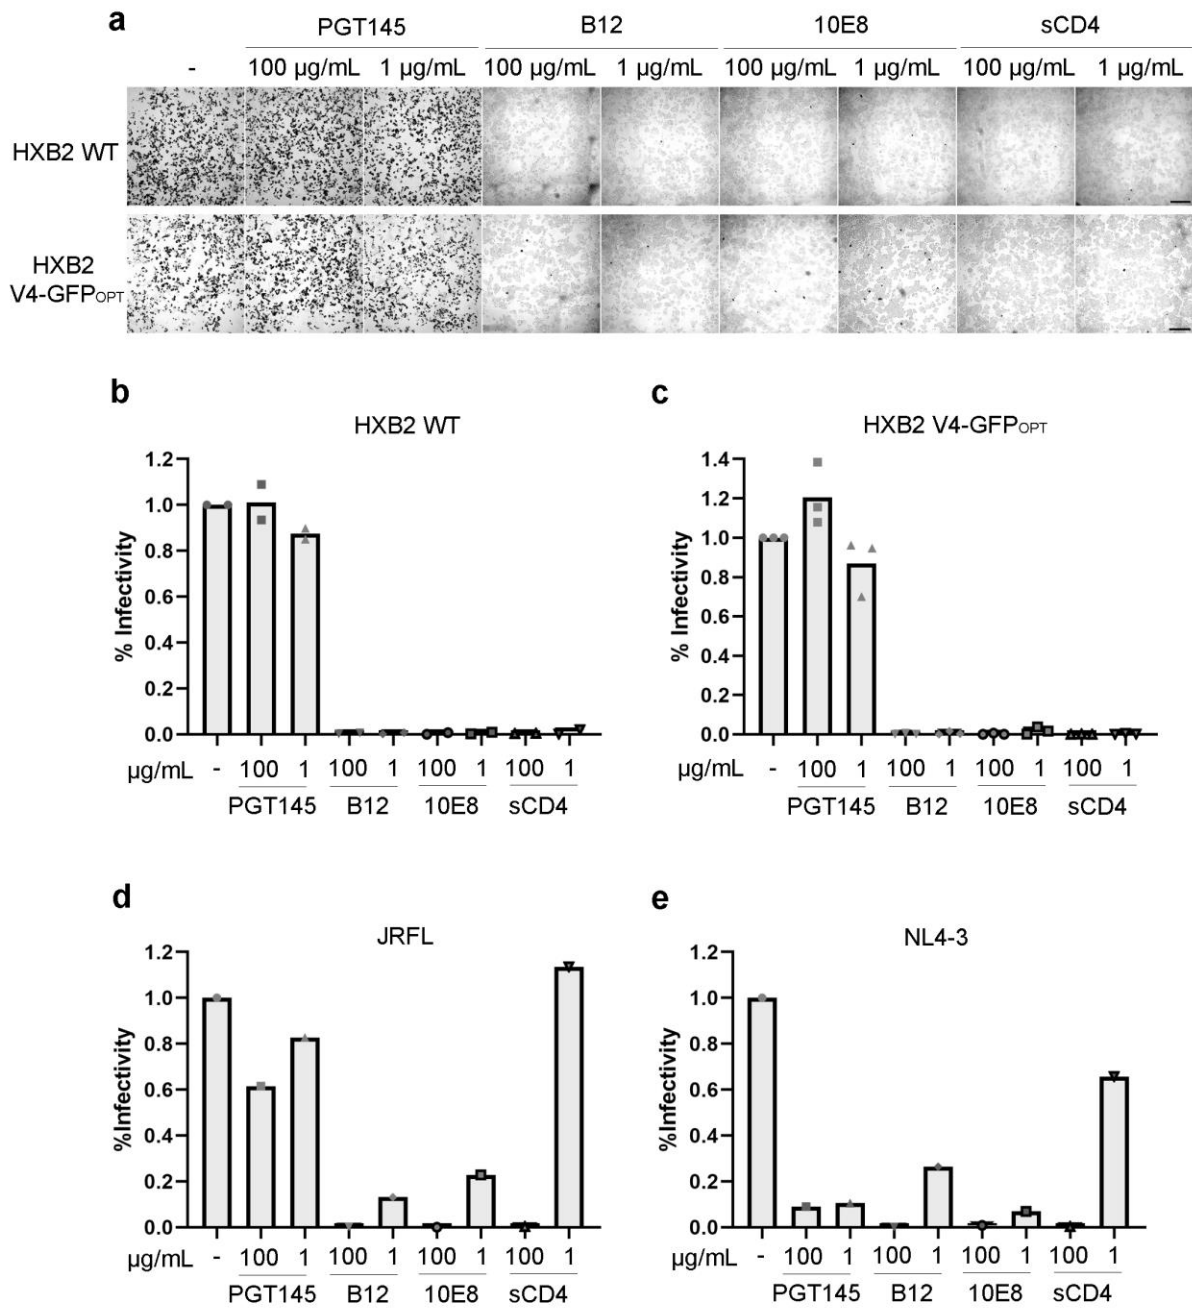 a
PGT145 B12 10E8 sCD4
- 100 µg/mL 1 µg/mL 100 µg/mL 1 µg/mL 100 µg/mL 1 µg/mL 100 µg/mL 1 µg/mL
HXB2 WT
HXB2
V4-GFPOPT
b
HXB2 WT
% Infectivity
1.2
1.0
0.8
0.6
0.4
0.2
0.0
µg/mL - 100 1 100 1 100 1 100 1
PGT145 B12 10E8 sCD4
c
HXB2 V4-GFPOPT
% Infectivity
1.4
1.2
1.0
0.8
0.6
0.4
0.2
0.0
µg/mL - 100 1 100 1 100 1 100 1
PGT145 B12 10E8 sCD4
d
JRFL
%Infectivity
1.2
1.0
0.8
0.6
0.4
0.2
0.0
µg/mL - 100 1 100 1 100 1 100 1
PGT145 B12 10E8 sCD4
e
NL4-3
%Infectivity
1.2
1.0
0.8
0.6
0.4
0.2
0.0
µg/mL - 100 1 100 1 100 1 100 1
PGT145 B12 10E8 sCD4